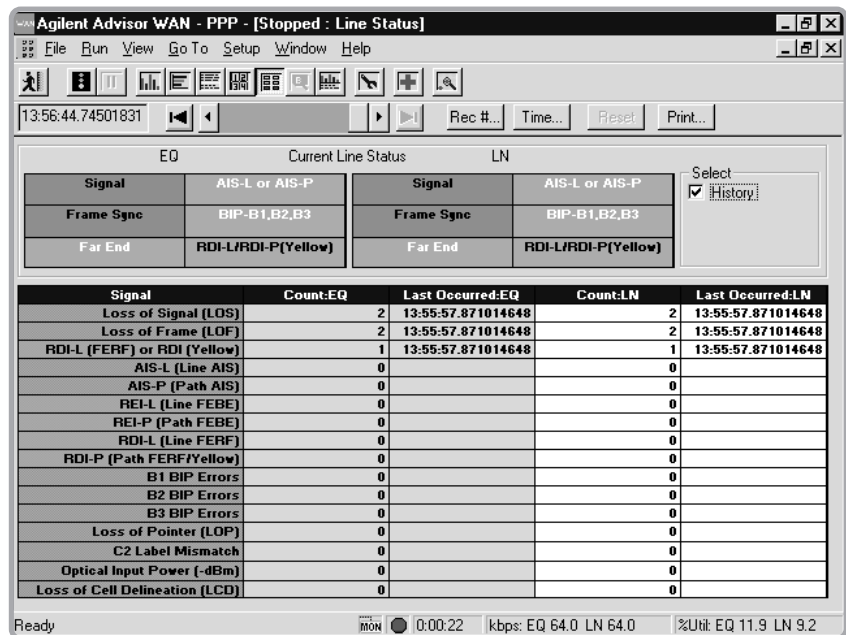 WAN Agilent Advisor WAN - PPP - [Stopped : Line Status]
File Run View Go To Setup Window Help
13:56:44.74501831 Rec #... Time... Reset Print...
EQ Current Line Status LN
Select
Signal AIS-L or AIS-P Signal AIS-L or AIS-P
History
Frame Sync BIP-B1,B2,B3 Frame Sync BIP-B1,B2,B3
Far End RDI-L/RDI-P(Yellow) Far End RDI-L/RDI-P(Yellow)
Signal Count:EQ Last Occurred:EQ Count:LN Last Occurred:LN
Loss of Signal (LOS) 2 13:55:57.871014648 2 13:55:57.871014648
Loss of Frame (LOF) 2 13:55:57.871014648 2 13:55:57.871014648
RDI-L (FERF) or RDI (Yellow) 1 13:55:57.871014648 1 13:55:57.871014648
AIS-L (Line AIS) 0 0
AIS-P (Path AIS) 0 0
REI-L (Line FEBE) 0 0
REI-P (Path FEBE) 0 0
RDI-L (Line FERF) 0 0
RDI-P (Path FERF/Yellow) 0 0
B1 BIP Errors 0 0
B2 BIP Errors 0 0
B3 BIP Errors 0 0
Loss of Pointer (LOP) 0 0
C2 Label Mismatch 0 0
Optical Input Power (-dBm) 0 0
Loss of Cell Delineation (LCD) 0 0
Ready MON 0:00:22 kbps: EQ 64.0 LN 64.0 %Util: EQ 11.9 LN 9.2